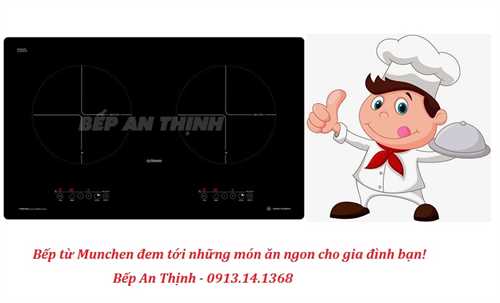 BẾP AN THỊNH
Bếp từ Munchen đem tới những món ăn ngon cho gia đình bạn!
Bếp An Thịnh - 0913.14.1368